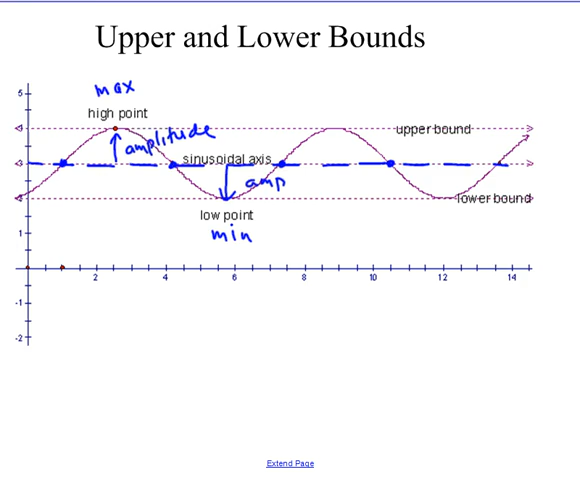 Upper and Lower Bounds
max
5
high point
amplitude
upper bound
sinusoidal axis
3
amp
2
lower bound
low point
min
1
2
4
6
8
10
12
14
-1
-2
Extend Page